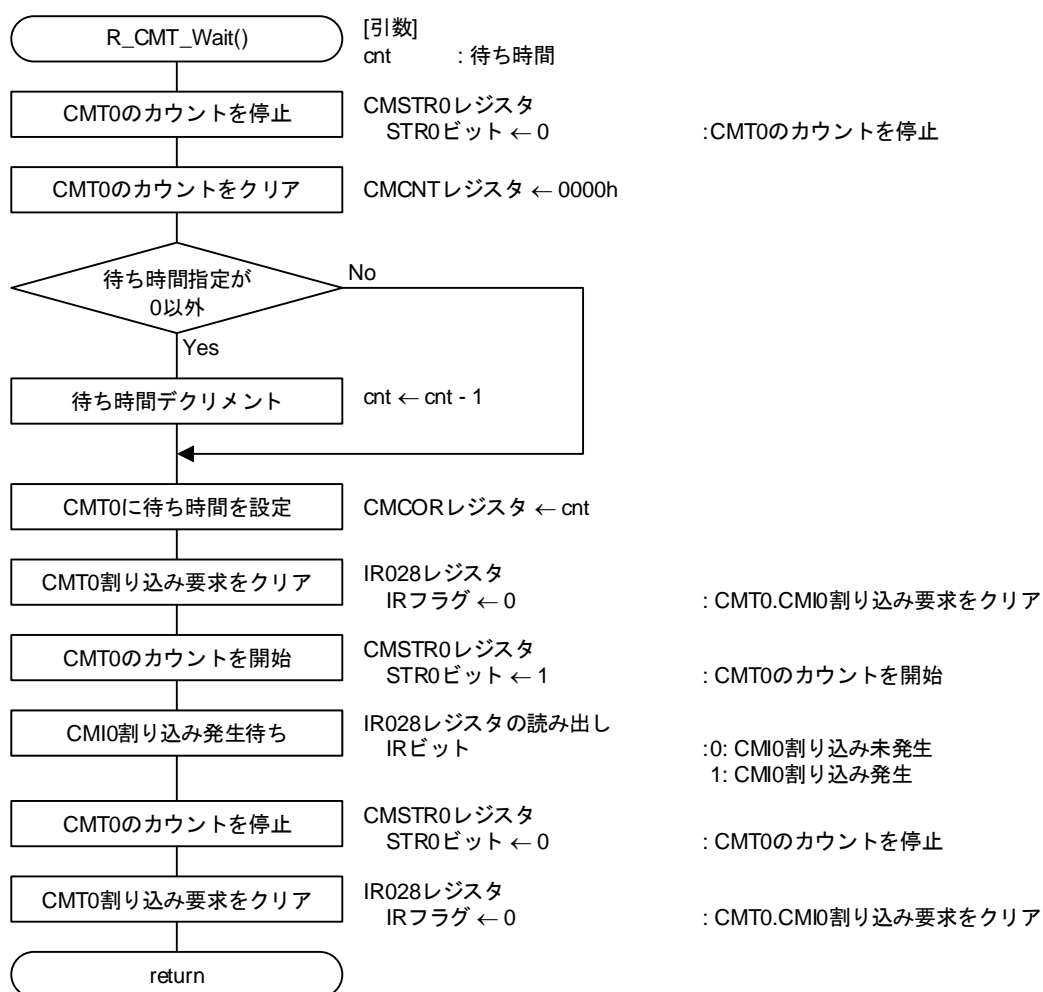 R_CMT_Wait()
[引数]
cnt : 待ち時間
CMT0のカウントを停止
CMSTR0レジスタ
STR0ビット ← 0 :CMT0のカウントを停止
CMT0のカウントをクリア
CMCNTレジスタ ← 0000h
待ち時間指定が
0以外
No
Yes
待ち時間デクリメント
cnt ← cnt - 1
CMT0に待ち時間を設定
CMCORレジスタ ← cnt
CMT0割り込み要求をクリア
IR028レジスタ
IRフラグ ← 0 : CMT0.CMI0割り込み要求をクリア
CMT0のカウントを開始
CMSTR0レジスタ
STR0ビット ← 1 : CMT0のカウントを開始
CMI0割り込み発生待ち
IR028レジスタの読み出し
IRビット :0: CMI0割り込み未発生
1: CMI0割り込み発生
CMT0のカウントを停止
CMSTR0レジスタ
STR0ビット ← 0 : CMT0のカウントを停止
CMT0割り込み要求をクリア
IR028レジスタ
IRフラグ ← 0 : CMT0.CMI0割り込み要求をクリア
return